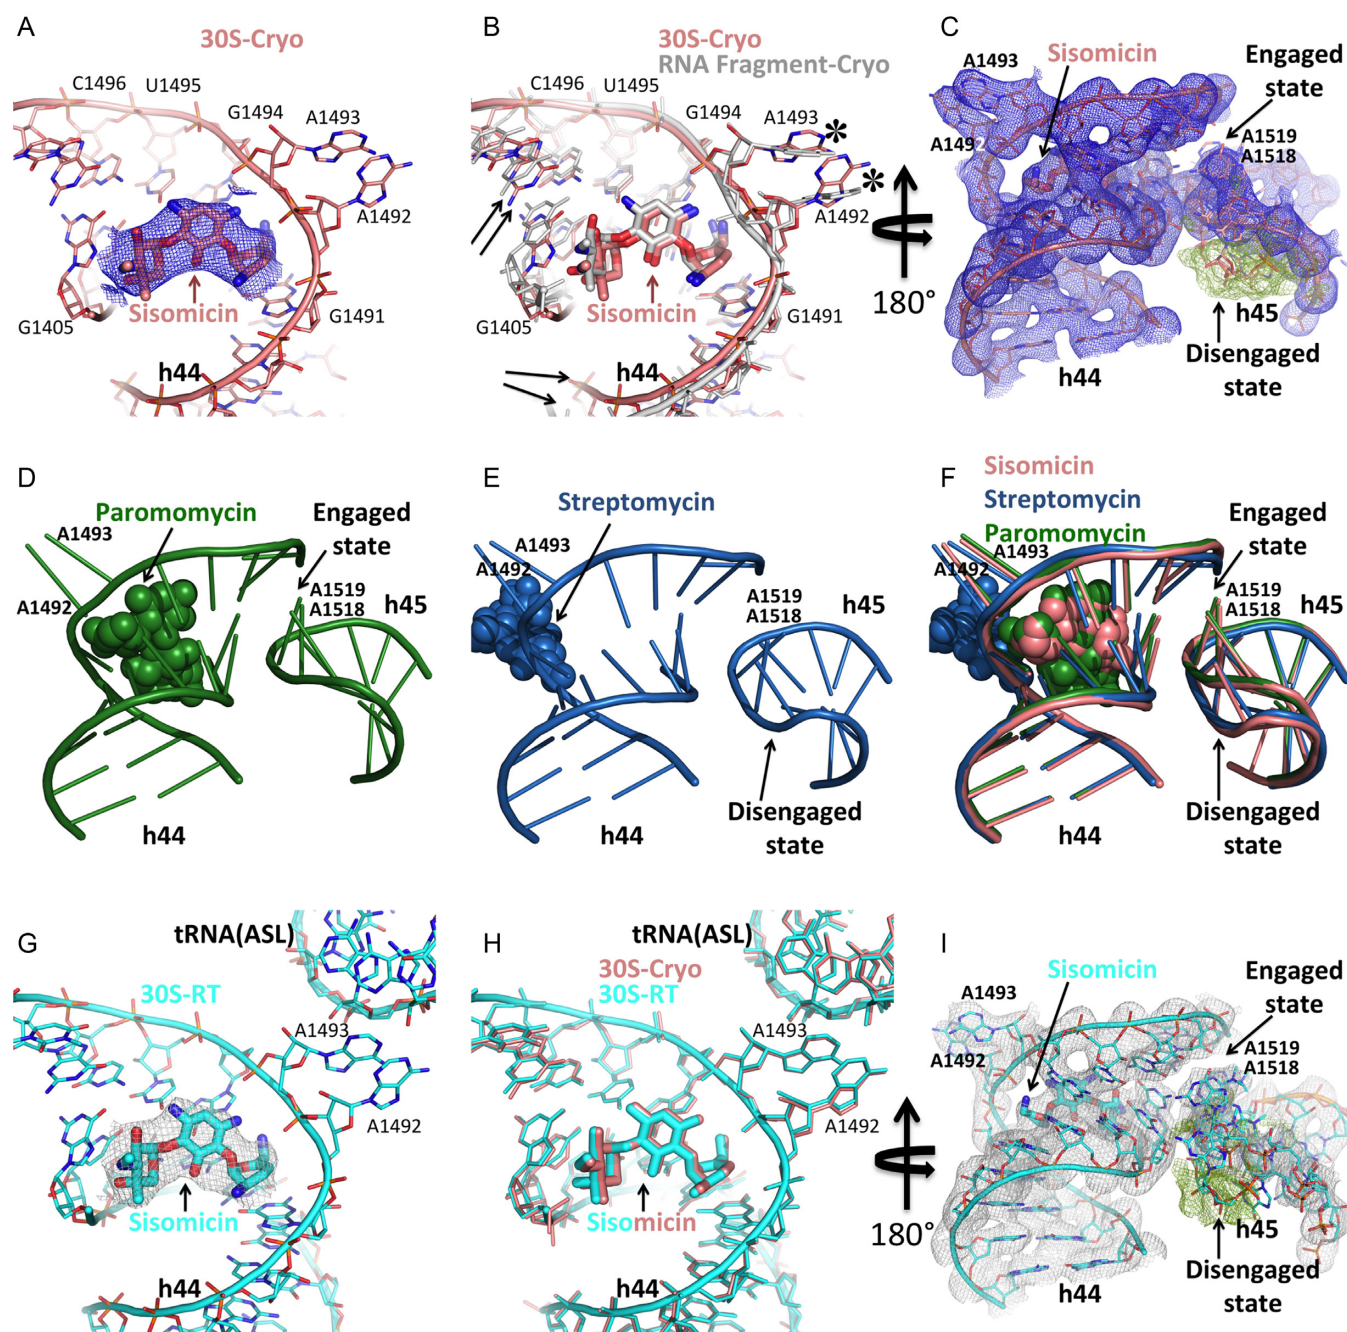 A
30S-Cryo
C1496
U1495
G1494
A1493
A1492
G1405
Sisomicin
G1491
h44
B
30S-Cryo
RNA Fragment-Cryo
C1496
U1495
G1494
A1493
*
*
A1492
G1405
Sisomicin
G1491
h44
180°
C
A1493
Sisomicin
Engaged
state
A1492
A1519
A1518
h45
Disengaged
state
h44
D
Paromomycin
Engaged
state
A1493
A1492
A1519
A1518
h45
h44
E
Streptomycin
A1493
A1492
A1519
A1518
h45
Disengaged
state
h44
F
Sisomicin
Streptomycin
Paromomycin
Engaged
state
A1493
A1492
A1519
A1518
h45
h44
Disengaged
state
G
tRNA(ASL)
30S-RT
A1493
A1492
Sisomicin
h44
H
tRNA(ASL)
30S-Cryo
30S-RT
A1493
A1492
Sisomicin
h44
180°
I
Sisomicin
Engaged
state
A1493
A1492
A1519
A1518
h45
Disengaged
state
h44